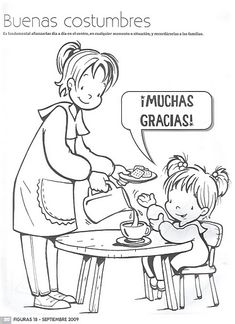 Buenas costumbres
Es fundamental afianzarlas día a día en el centro, en cualquier momento o situación, y recordárselas a las familias.
¡MUCHAS
GRACIAS!
FIGURAS 18 - SEPTIEMBRE 2009